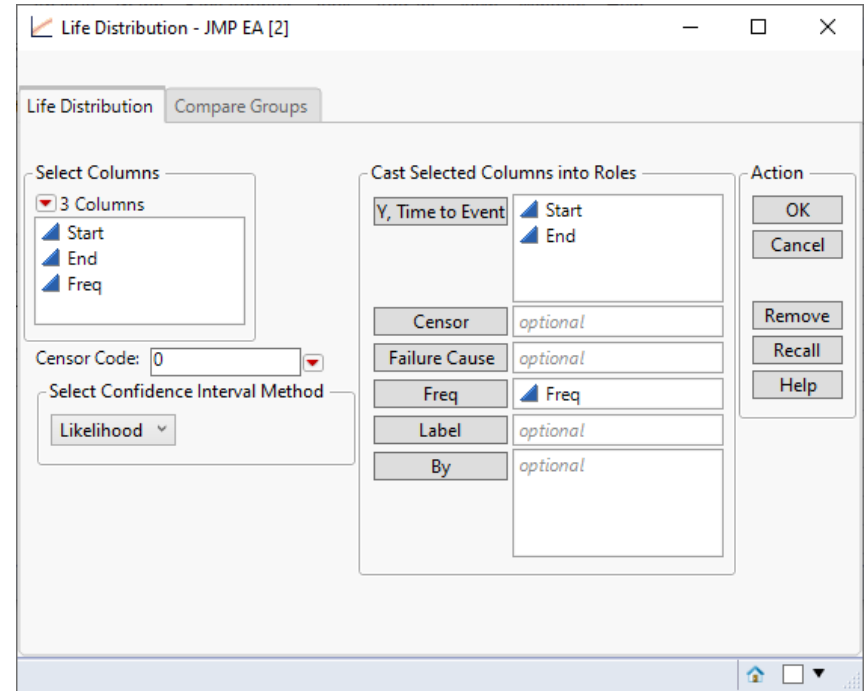 Life Distribution - JMP EA [2]
Life Distribution
Compare Groups
Select Columns
3 Columns
Start
End
Freq
Censor Code: 0
Select Confidence Interval Method
Likelihood
Cast Selected Columns into Roles
Y, Time to Event
Start
End
Censor optional
Failure Cause optional
Freq Freq
Label optional
By optional
Action
OK
Cancel
Remove
Recall
Help